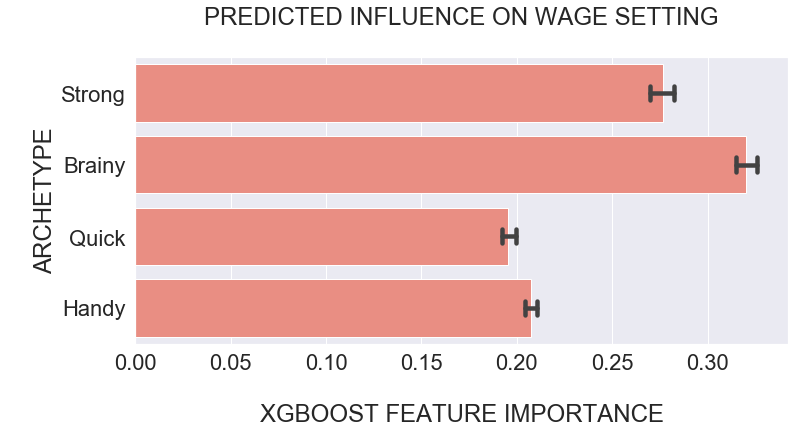 PREDICTED INFLUENCE ON WAGE SETTING
ARCHETYPE
Strong
Brainy
Quick
Handy
0.00 0.05 0.10 0.15 0.20 0.25 0.30
XGBOOST FEATURE IMPORTANCE